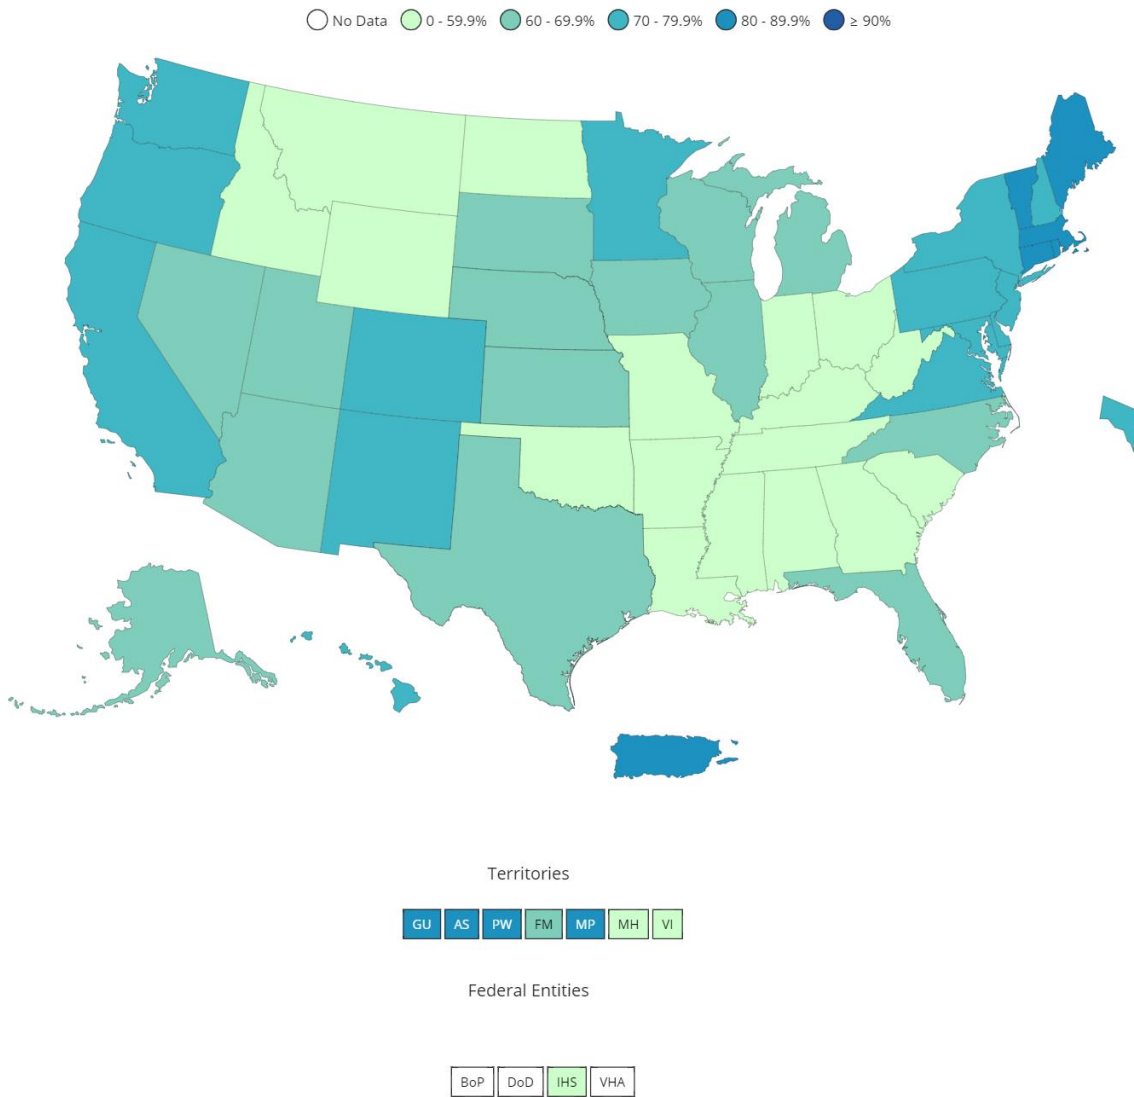 No Data 0 - 59.9% 60 - 69.9% 70 - 79.9% 80 - 89.9% ≥ 90%
Territories
GU AS PW FM MP MH VI
Federal Entities
BoP DoD IHS VHA